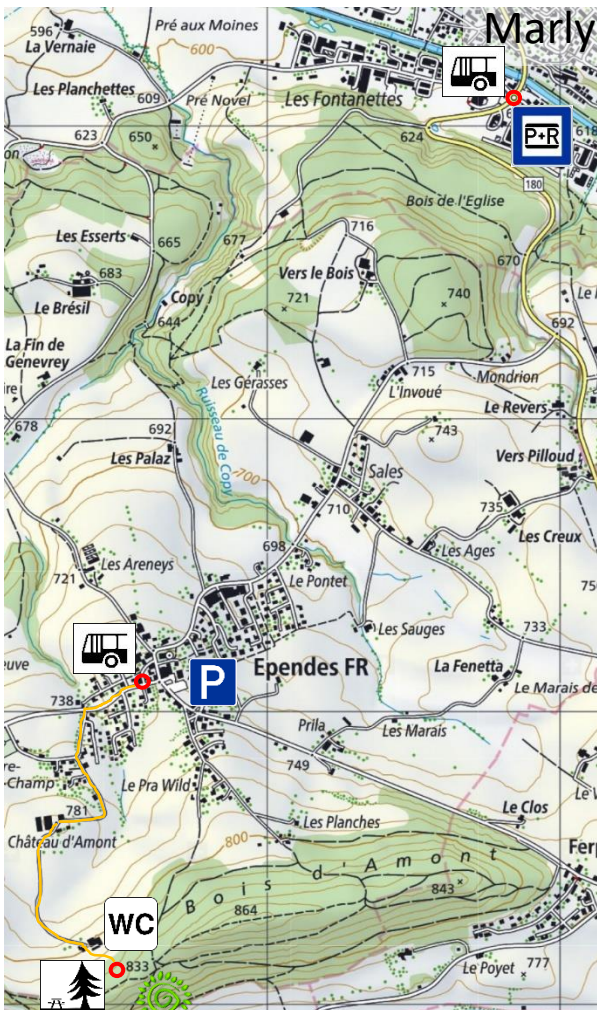 Marly
596
La Vernaie
Pré aux Moines
600
Les Planchettes
609
Pré Novel
Les Fontanettes
623
650
624
P+R
618
180
Bois de l'Eglise
Les Esserts
665
677
716
670
683
Vers le Bois
Le Brésil
Copy
721
740
644
692
La Fin de
Genevrey
715
Les Gérasses
L'Invoué
Mondrion
Le Revers
678
692
Ruisseau de Copy
743
Les Palaz
700
Sales
Vers Pilloud
710
735
Les Creux
698
Les Ages
Les Areneys
721
Le Pontet
Les Sauges
733
Ependes FR
P
La Fenetta
Le Marais de
738
Prila
Les Marais
749
Le Pra Wild
781
Les Planches
Le Clos
Château d'Amont
800
Bois d'Amont
843
864
WC
833
Le Poyet
777